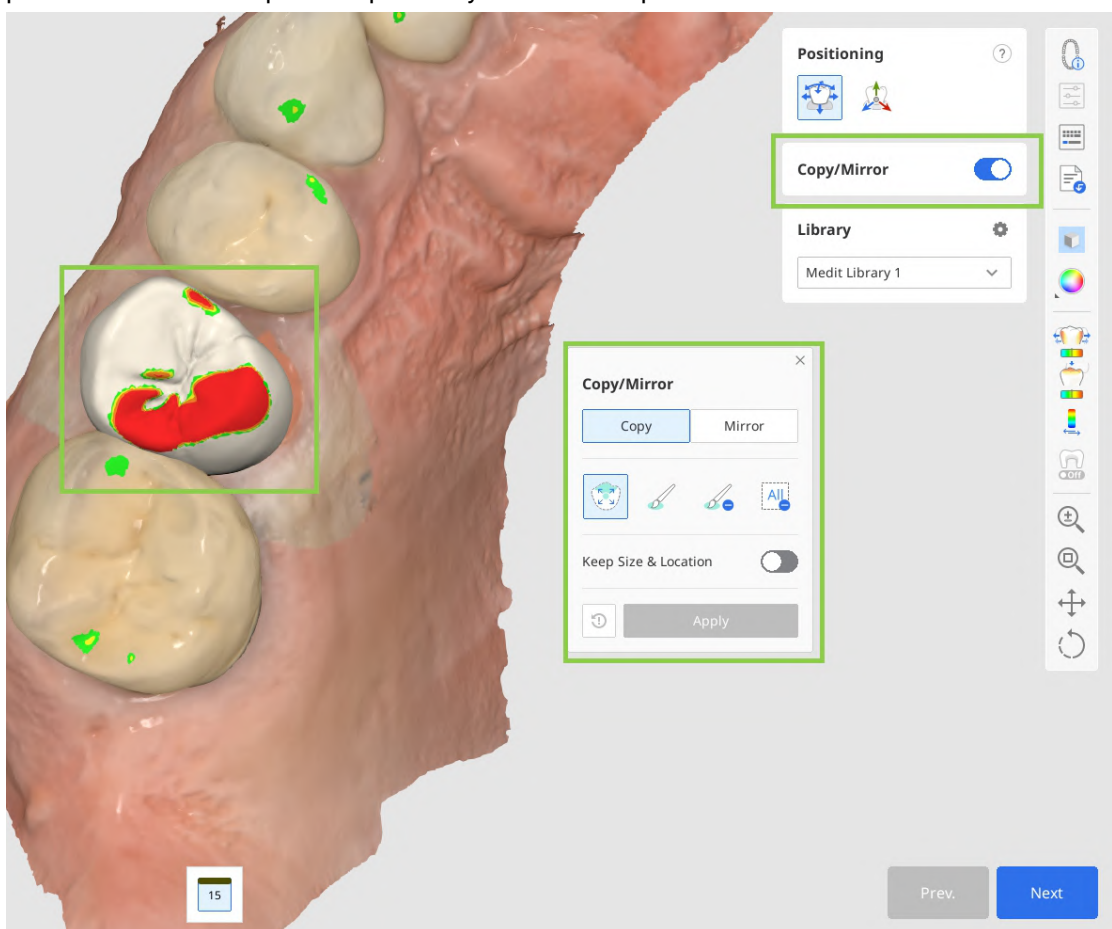 Positioning
?
Copy/Mirror
Library
Medit Library 1
Copy/Mirror
Copy Mirror
All
Keep Size & Location
Apply
Off
15
Prev. Next